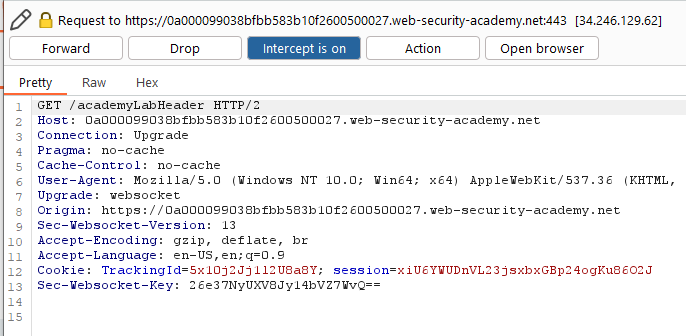 Request to https://0a000099038bfbb583b10f2600500027.web-security-academy.net:443 [34.246.129.62]
Forward Drop Intercept is on Action Open browser
Pretty Raw Hex
1 GET /academyLabHeader HTTP/2
2 Host: 0a000099038bfbb583b10f2600500027.web-security-academy.net
3 Connection: Upgrade
4 Pragma: no-cache
5 Cache-Control: no-cache
6 User-Agent: Mozilla/5.0 (Windows NT 10.0; Win64; x64) AppleWebKit/537.36 (KHTML,
7 Upgrade: websocket
8 Origin: https://0a000099038bfbb583b10f2600500027.web-security-academy.net
9 Sec-Websocket-Version: 13
10 Accept-Encoding: gzip, deflate, br
11 Accept-Language: en-US,en;q=0.9
12 Cookie: TrackingId=5x10j2Jj1l2U8a8Y; session=xiU6YWUDnVL23jsxbxGBp24ogKu86O2J
13 Sec-Websocket-Key: 26e37NyUXV8Jy14bVZ7WvQ==
14
15